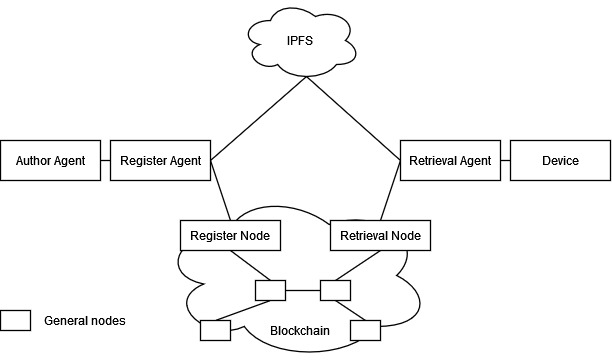 IPFS
Author Agent
Register Agent
Retrieval Agent
Device
Register Node
Retrieval Node
General nodes
Blockchain